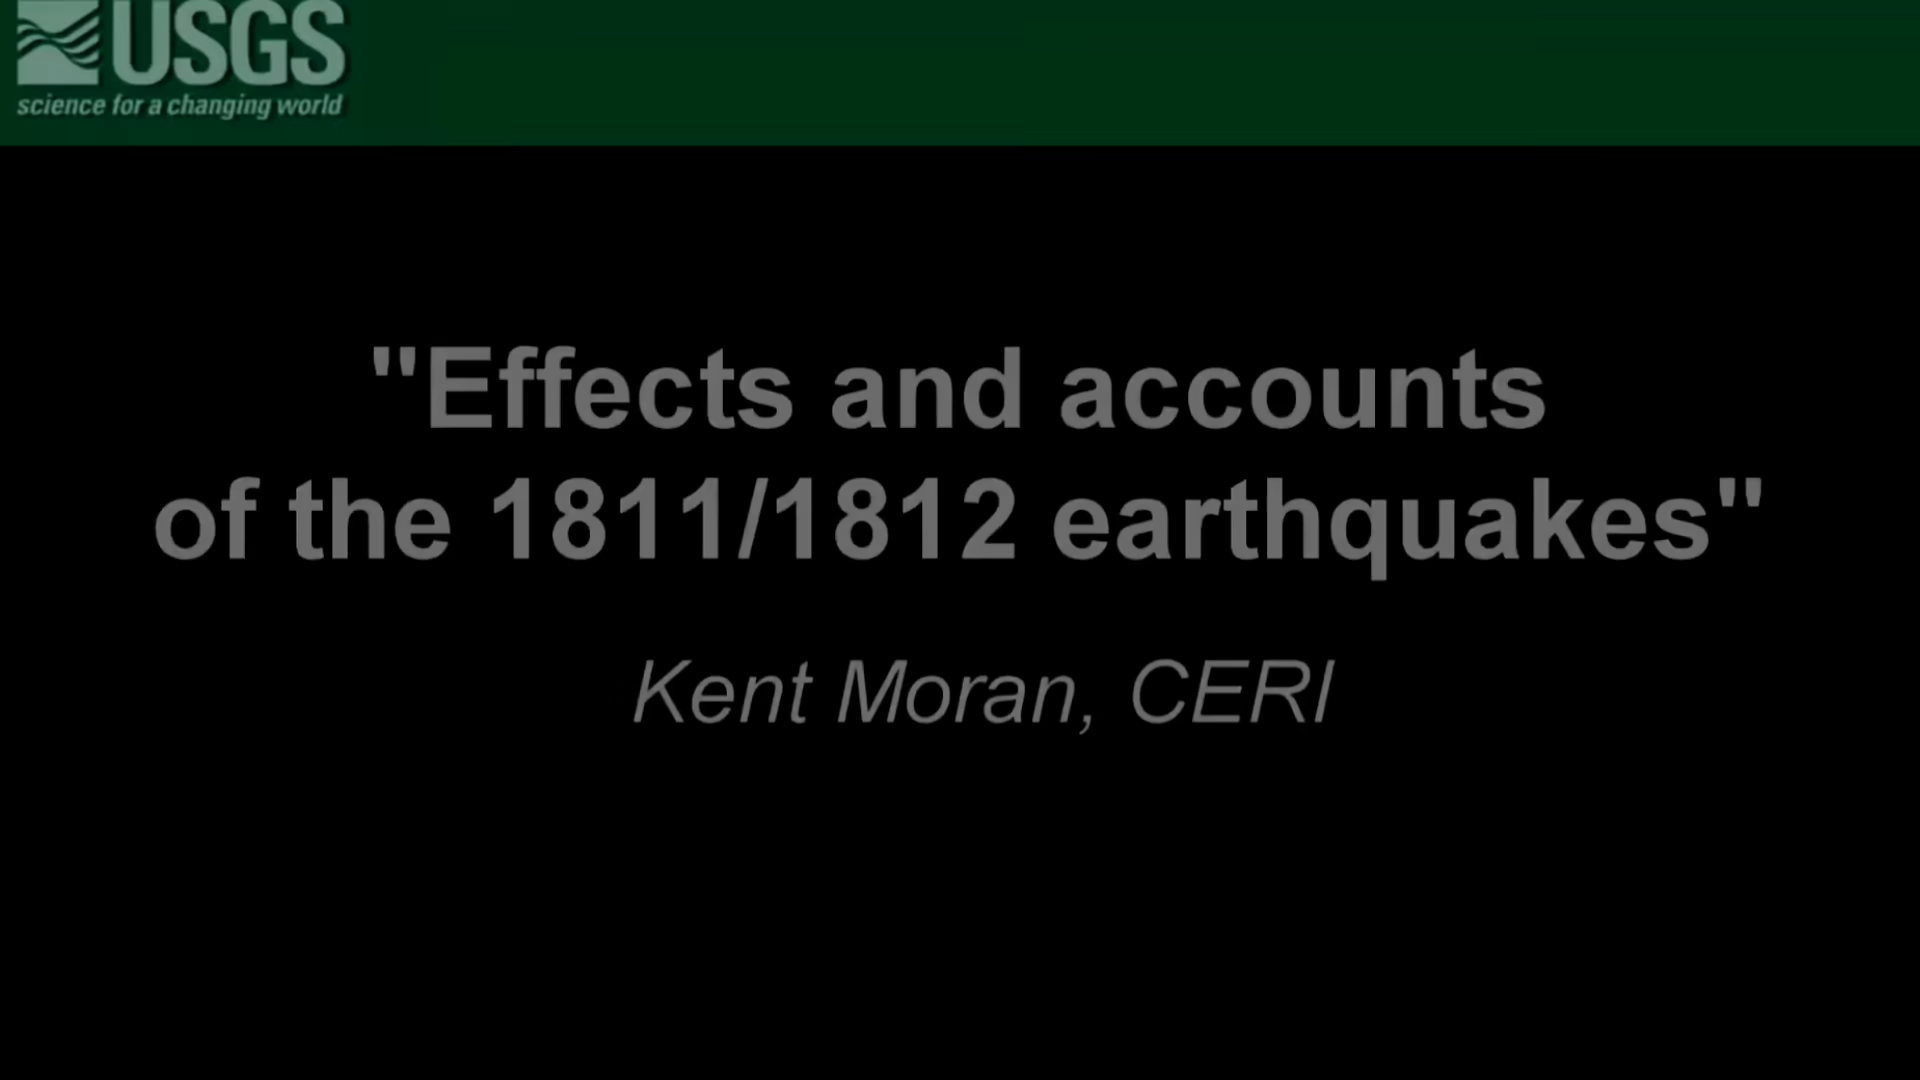 USGS
science for a changing world
"Effects and accounts
of the 1811/1812 earthquakes"
Kent Moran, CERI